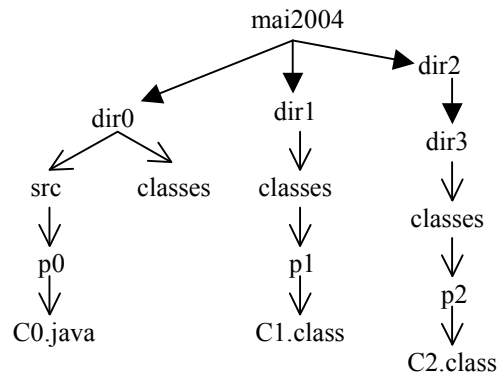 mai2004
dir0
dir1
dir2
dir3
src
classes
classes
classes
p0
p1
p2
C0.java
C1.class
C2.class